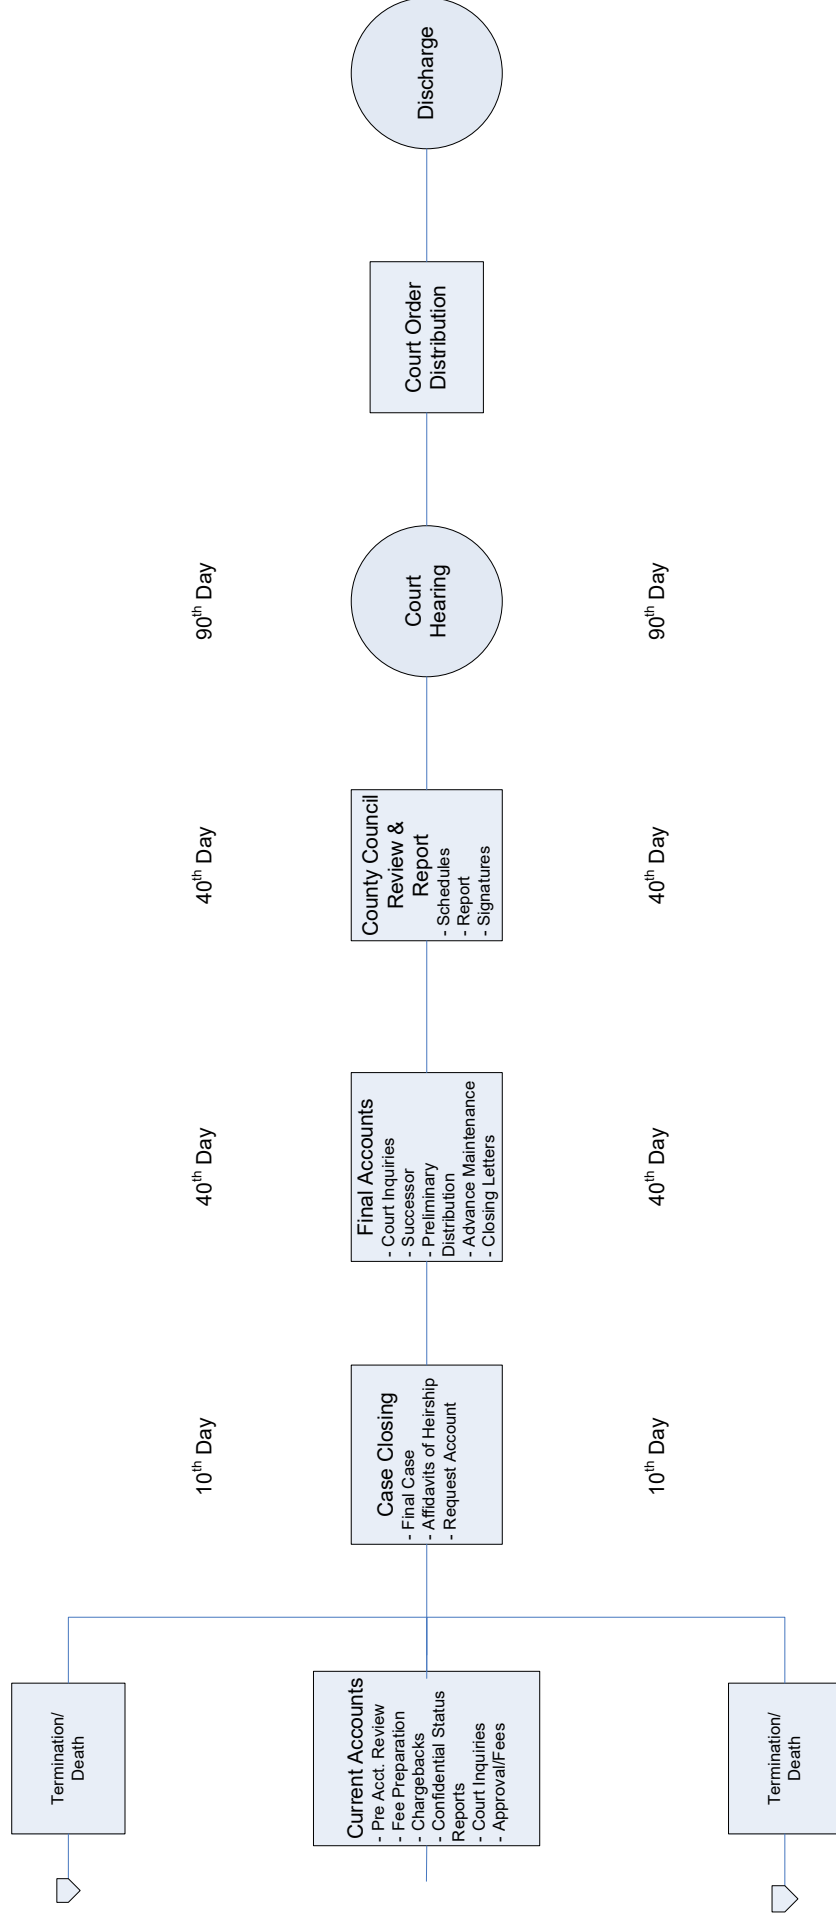 Termination/
Death
Current Accounts
- Pre Acct. Review
- Fee Preparation
- Chargebacks
- Confidential Status
Reports
- Court Inquiries
- Approval/Fees
Termination/
Death
10th Day
Case Closing
- Final Case
- Affidavits of Heirship
- Request Account
10th Day
40th Day
Final Accounts
- Court Inquiries
- Successor
- Preliminary
Distribution
- Advance Maintenance
- Closing Letters
40th Day
40th Day
County Council
Review &
Report
- Schedules
- Report
- Signatures
40th Day
90th Day
Court
Hearing
90th Day
Court Order
Distribution
Discharge